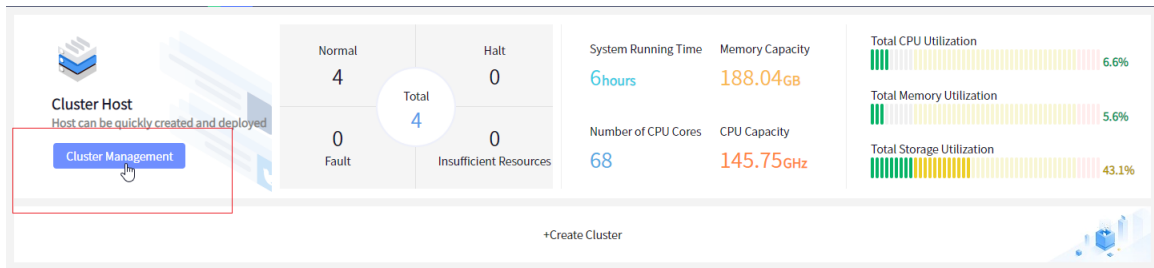 Cluster Host
Host can be quickly created and deployed
Cluster Management
Normal
4
Halt
0
Total
4
0
Fault
0
Insufficient Resources
System Running Time
6hours
Memory Capacity
188.04GB
Number of CPU Cores
68
CPU Capacity
145.75GHz
Total CPU Utilization
6.6%
Total Memory Utilization
5.6%
Total Storage Utilization
43.1%
+Create Cluster